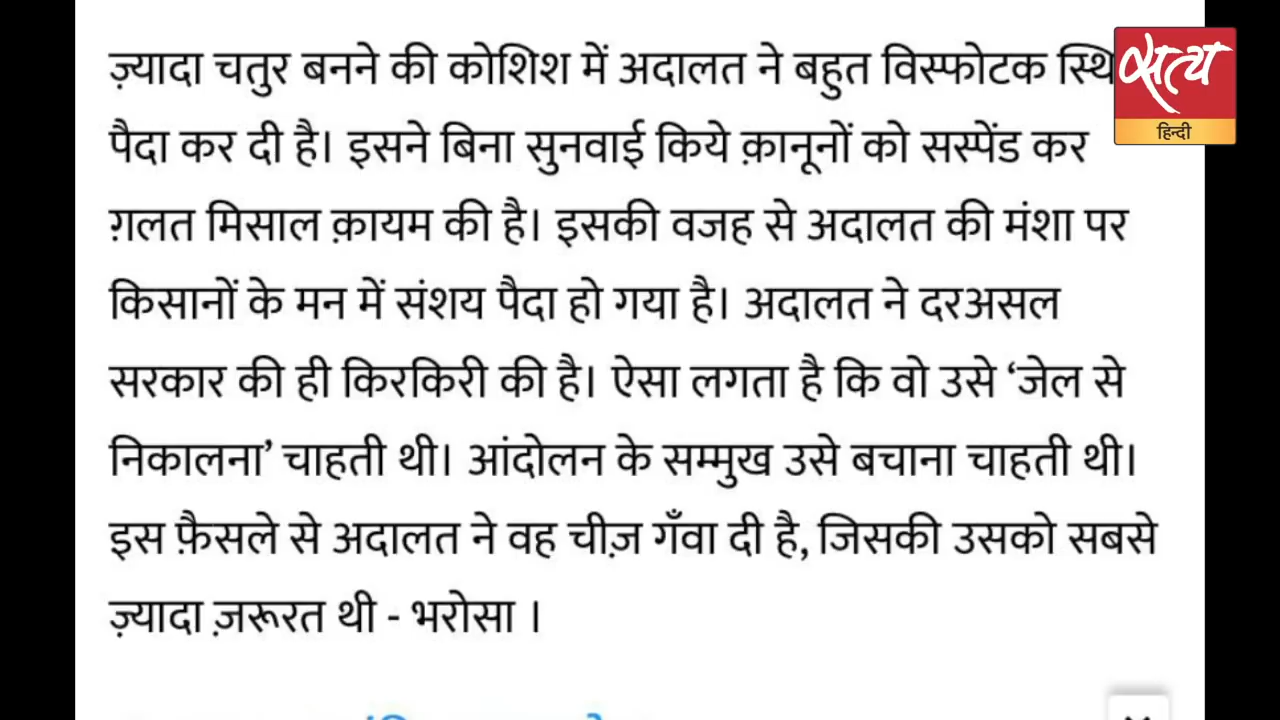 ज़्यादा चतुर बनने की कोशिश में अदालत ने बहुत विस्फोटक
पैदा कर दी है। इसने बिना सुनवाई किये क़ानूनों को सस्पेंड कर
ग़लत मिसाल क़ायम की है। इसकी वजह से अदालत की मंशा पर
किसानों के मन में संशय पैदा हो गया है। अदालत ने दरअसल
सरकार की ही किरकिरी की है। ऐसा लगता है कि वो उसे ‘जेल से
निकालना’ चाहती थी। आंदोलन के सम्मुख उसे बचाना चाहती थी।
इस फ़ैसले से अदालत ने वह चीज़ गँवा दी है, जिसकी उसको सबसे
ज़्यादा ज़रूरत थी - भरोसा ।
सत्य
हिन्दी